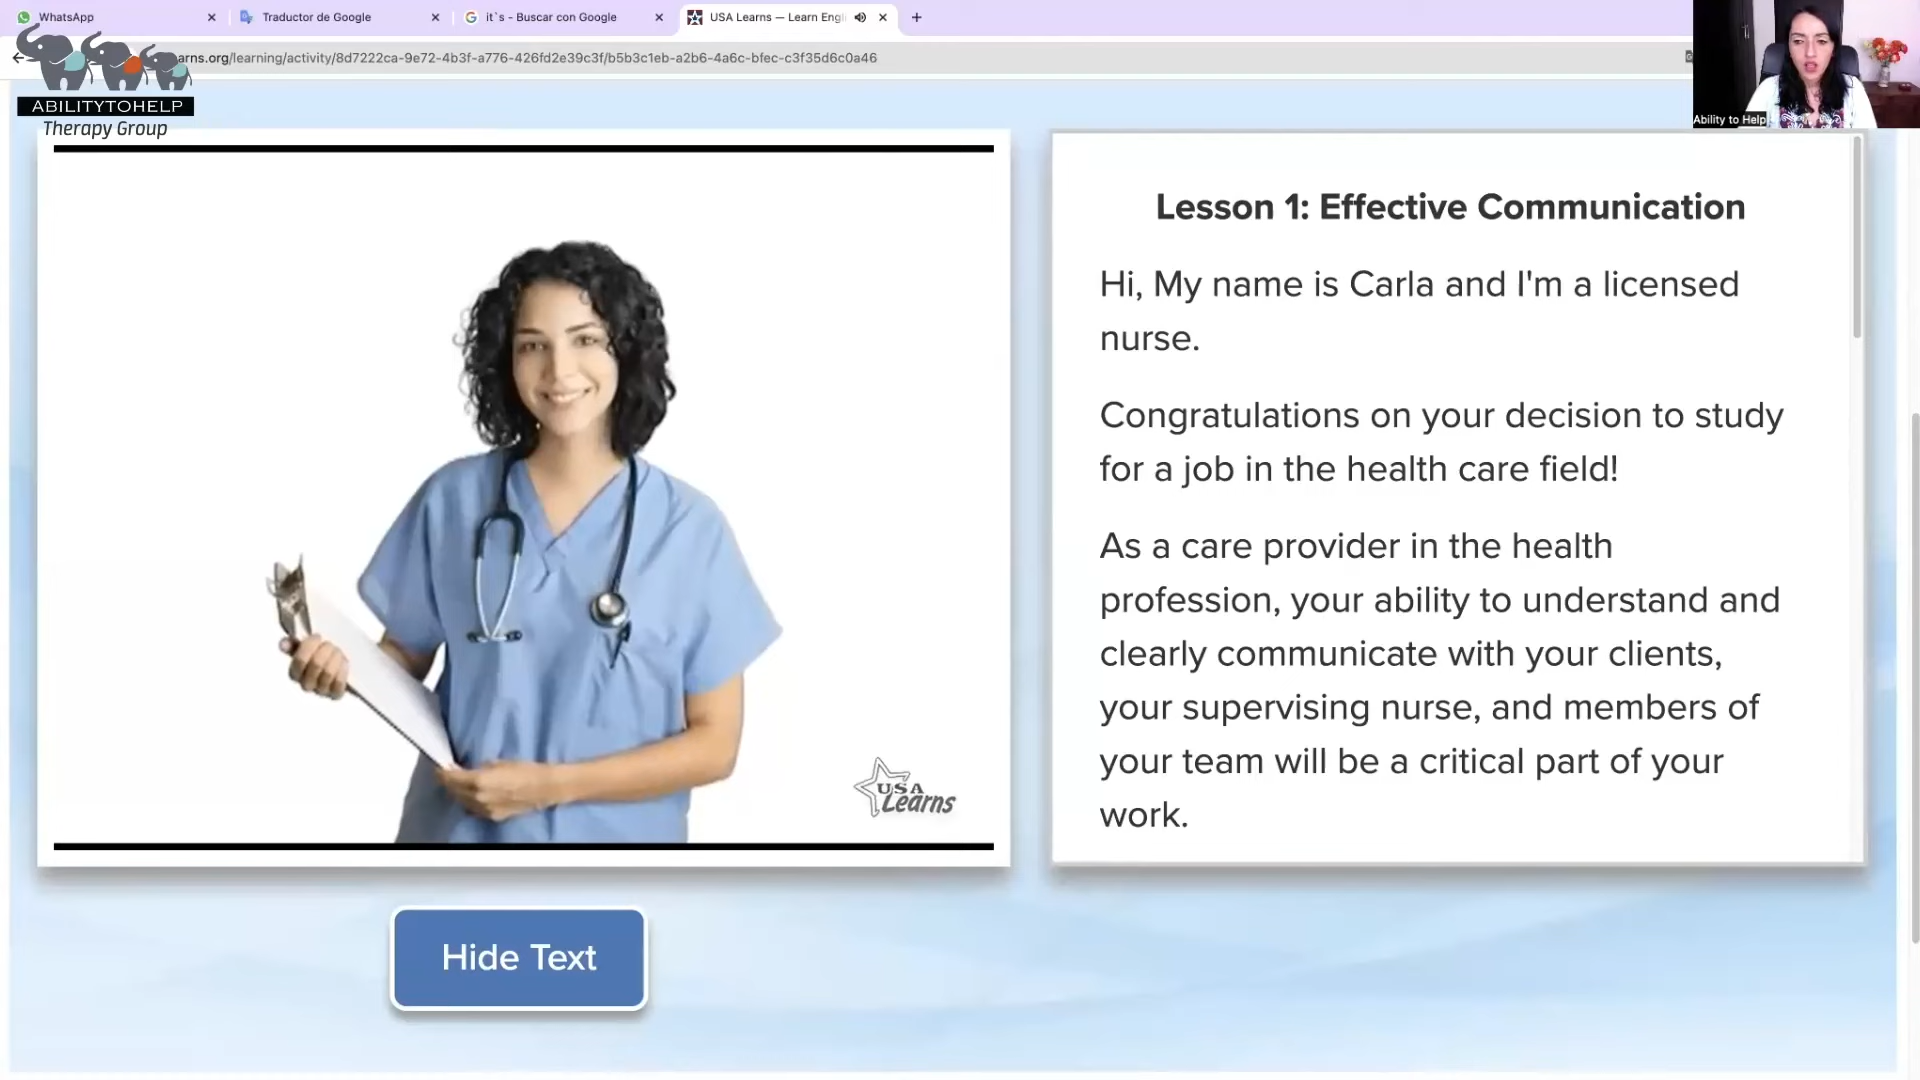 WhatsApp
Traductor de Google
it`s - Buscar con Google
USA Learns — Learn Engl
arns.org/learning/activity/8d7222ca-9e72-4b3f-a776-426fd2e39c3f/b5b3c1eb-a2b6-4a6c-bfec-c3f35d6c0a46
ABILITYTOHELP
Therapy Group
Ability to Help
Lesson 1: Effective Communication
Hi, My name is Carla and I'm a licensed
nurse.
Congratulations on your decision to study
for a job in the health care field!
As a care provider in the health
profession, your ability to understand and
clearly communicate with your clients,
your supervising nurse, and members of
your team will be a critical part of your
work.
USA
Learns
Hide Text